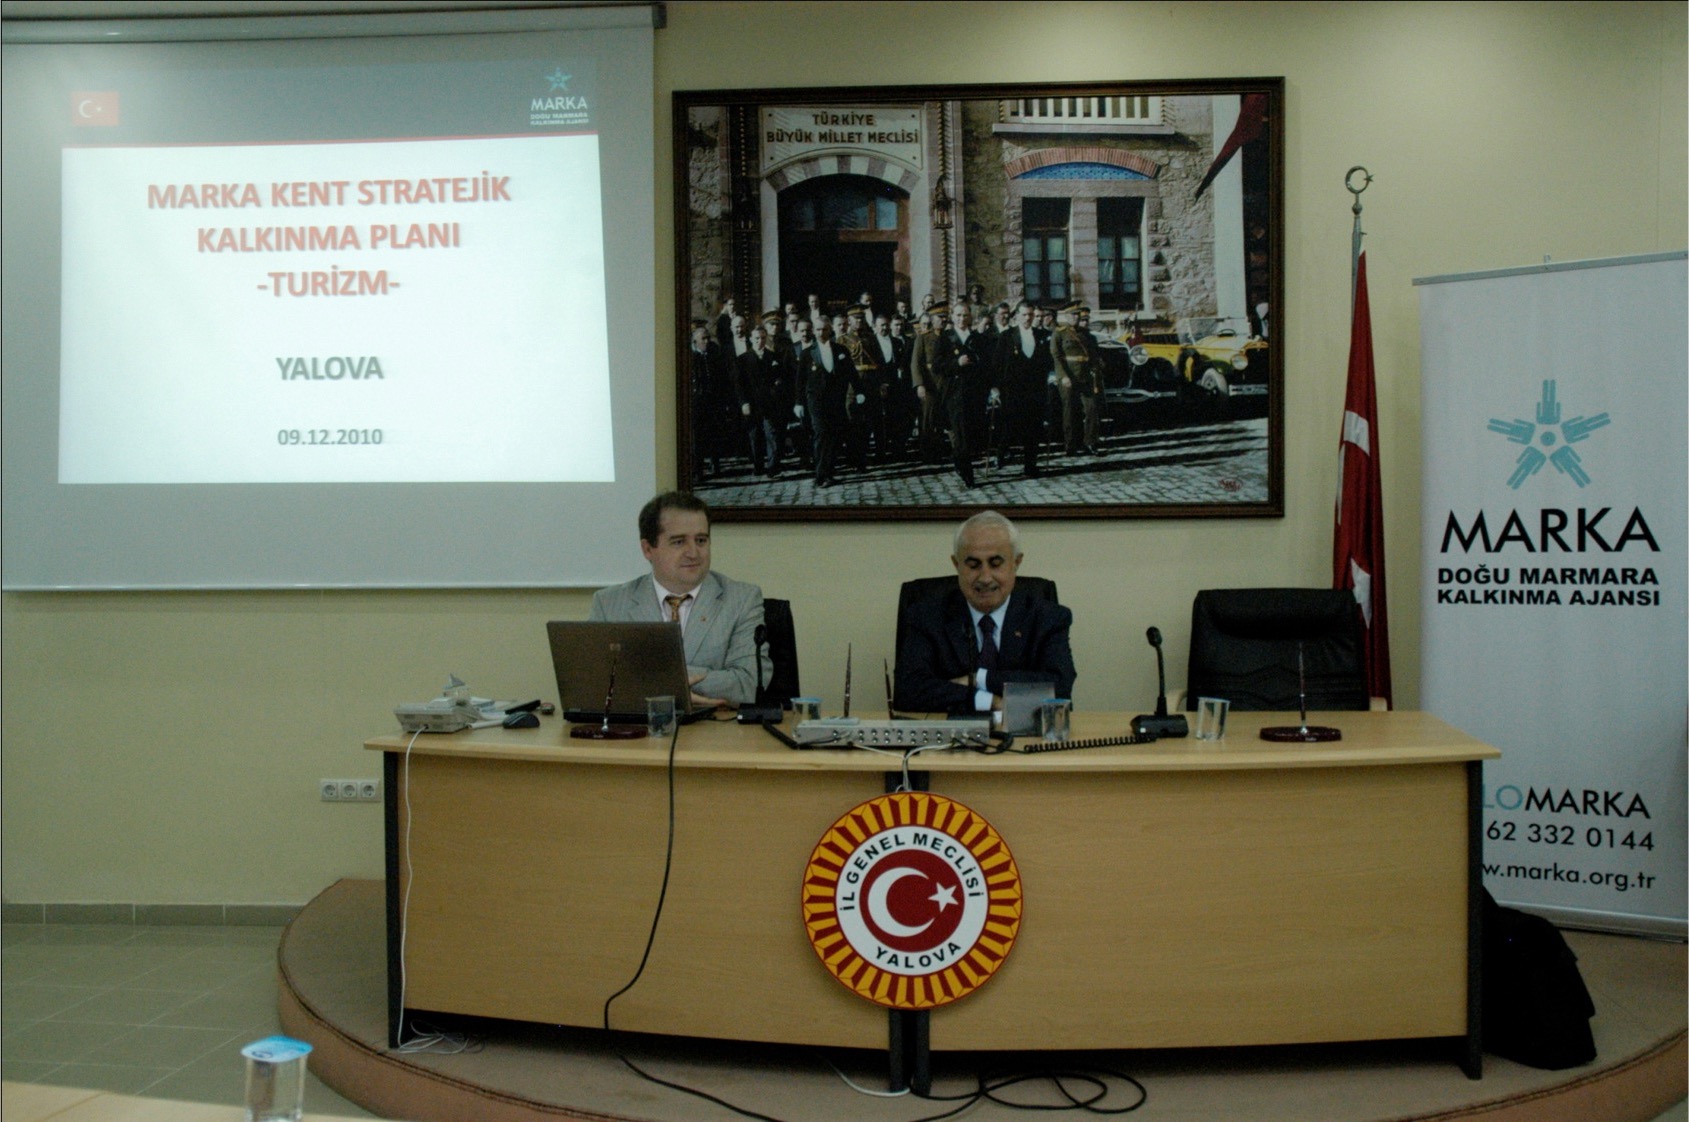 MARKA
DOĞU MARMARA
KALKINMA AJANSI
MARKA KENT STRATEJİK
KALKINMA PLANI
-TURİZM-
YALOVA
09.12.2010
TÜRKİYE
BÜYÜK MİLLET MECLİSİ
MARKA
DOĞU MARMARA
KALKINMA AJANSI
LOMARKA
62 332 0144
w.marka.org.tr
İL GENEL MECLİSİ
YALOVA